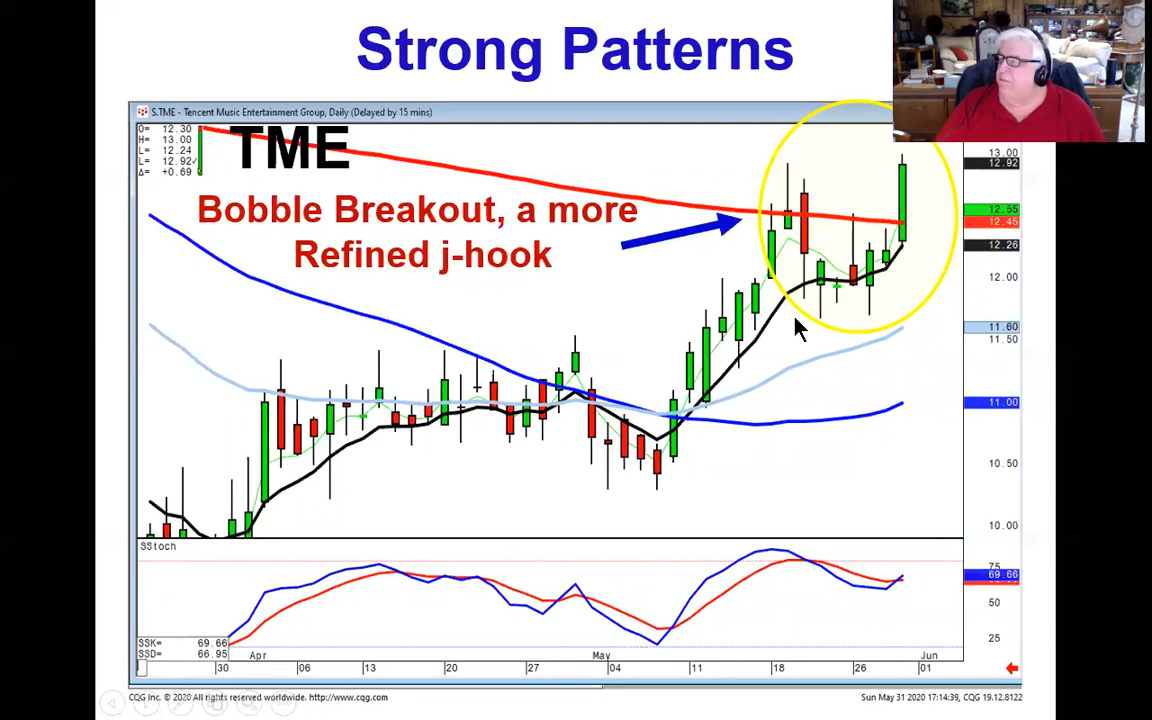 Strong Patterns
S.TME - Tencent Music Entertainment Group, Daily (Delayed by 15 mins)
O= 12.30
H= 13.00
L= 12.24
L= 12.92✓
Δ= +0.69
TME
Bobble Breakout, a more
Refined j-hook
13.00
12.92
12.55
12.45
12.26
12.00
11.60
11.50
11.00
10.50
10.00
SStoch
75
69.66
50
25
SSK= 69.66
SSD= 66.95
Apr May Jun
30 06 13 20 27 04 11 18 26 01
CQG Inc. © 2020 All rights reserved worldwide. http://www.cqg.com Sun May 31 2020 17:14:39, CQG 19.12.8122